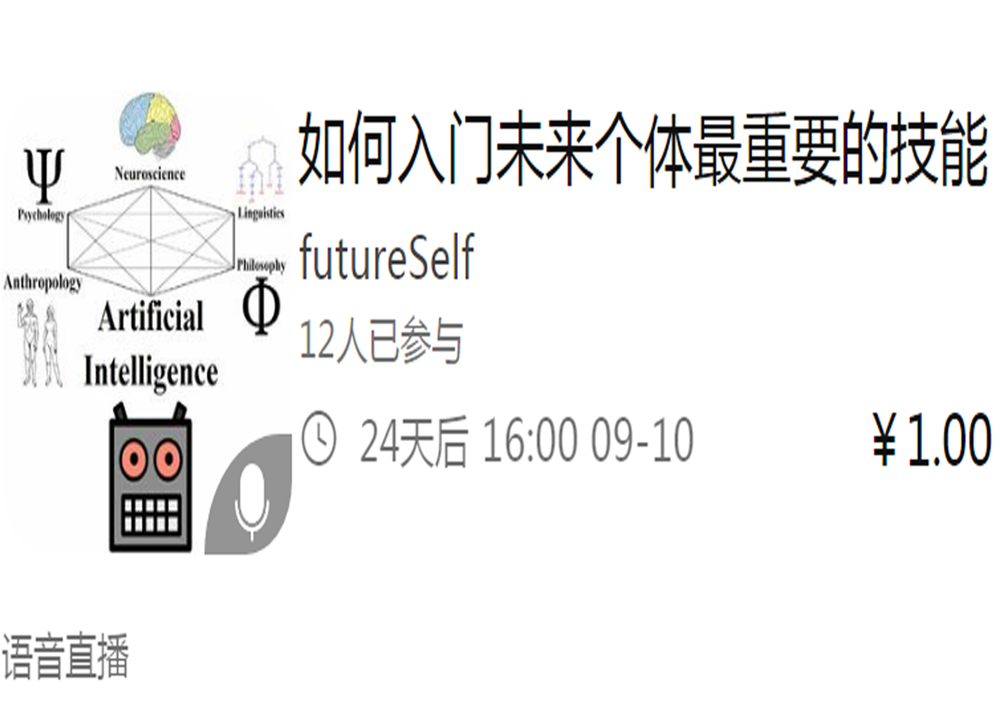 Ψ
Neuroscience
Psychology
Linguistics
Anthropology
Philosophy
Φ
Artificial
Intelligence
如何入门未来个体最重要的技能
futureSelf
12人已参与
24天后 16:00 09-10
¥1.00
语音直播